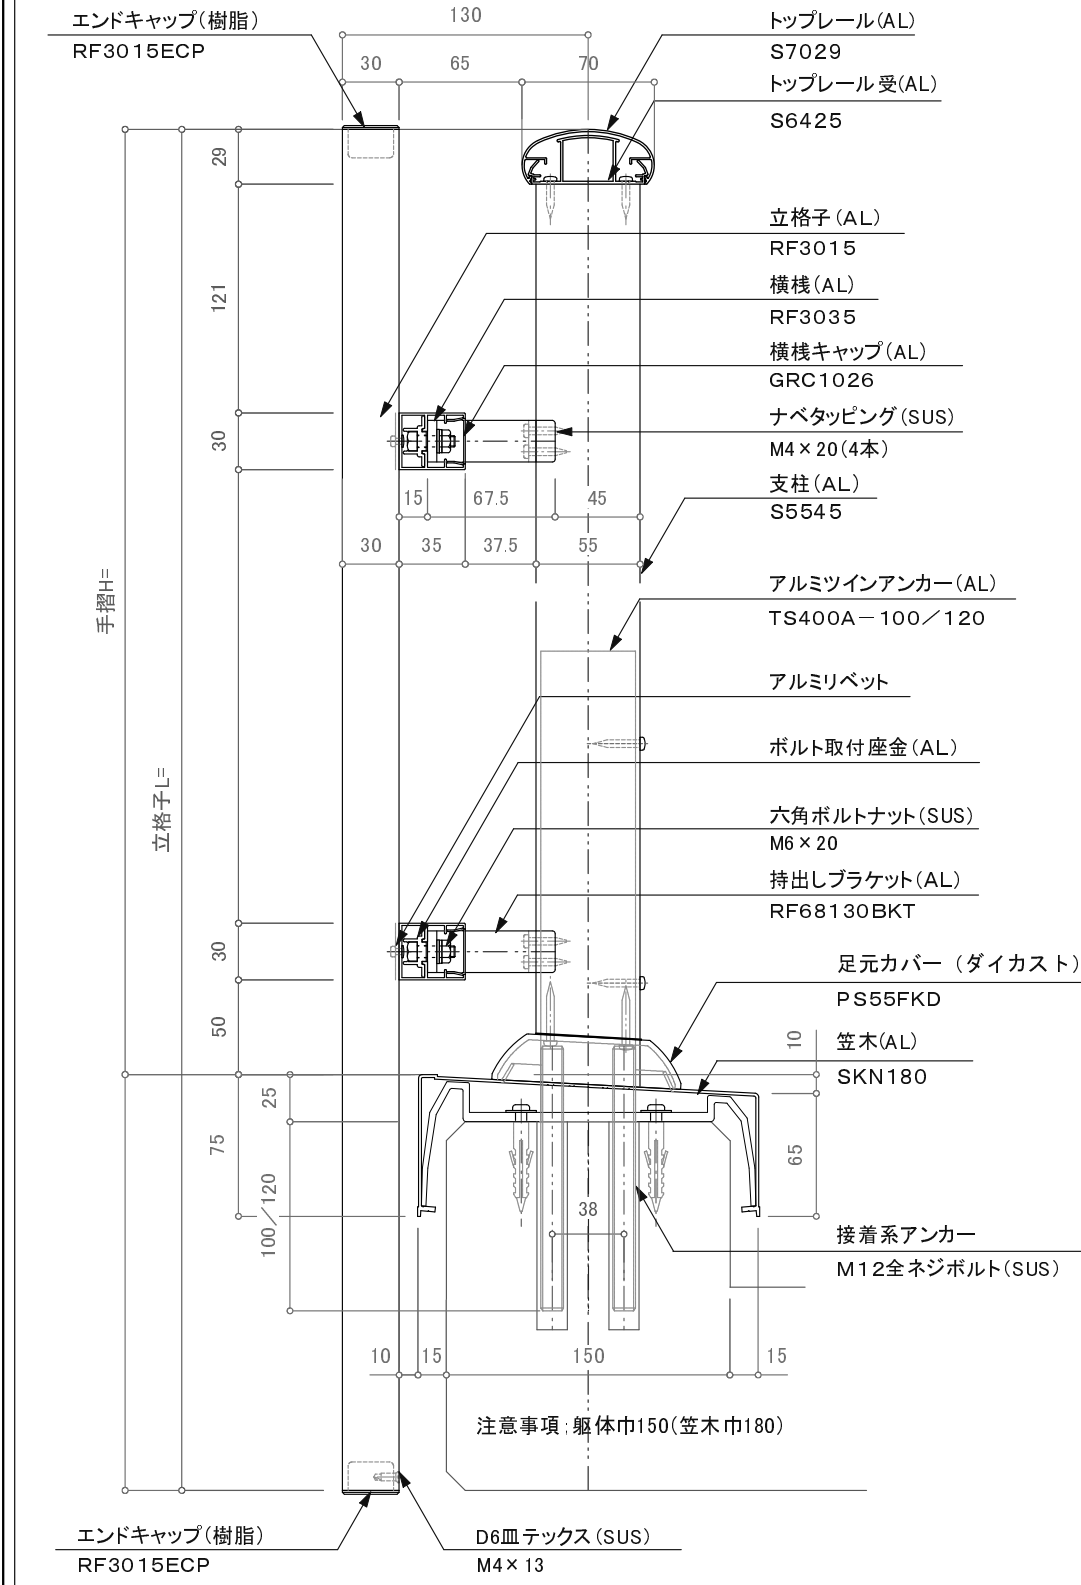 エンドキャップ(樹脂)
RF3015ECP
130
30
65
70
トップレール(AL)
S7029
トップレール受(AL)
S6425
29
立格子(AL)
RF3015
121
横桟(AL)
RF3035
横桟キャップ(AL)
GRC1026
30
ナベタッピング(SUS)
M4×20(4本)
15
67.5
45
支柱(AL)
S5545
30
35
37.5
55
手摺H=
アルミツインアンカー(AL)
TS400A－100／120
アルミリベット
ボルト取付座金(AL)
立格子L=
六角ボルトナット(SUS)
M6×20
持出しブラケット(AL)
RF68130BKT
30
足元カバー（ダイカスト）
PS55FKD
50
10
笠木(AL)
SKN180
25
75
65
100／120
38
接着系アンカー
M12全ネジボルト(SUS)
10
15
150
15
注意事項；躯体巾150(笠木巾180)
エンドキャップ(樹脂)
RF3015ECP
D6皿テックス(SUS)
M4×13